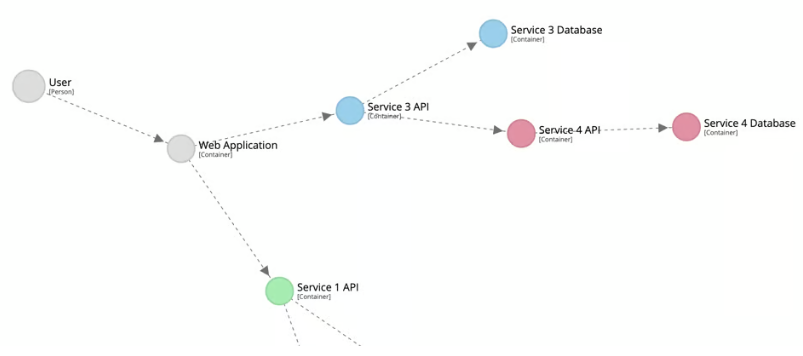 Service 3 Database
[Container]
User
[Person]
Service 3 API
[Container]
Service 4 API
[Container]
Service 4 Database
[Container]
Web Application
[Container]
Service 1 API
[Container]